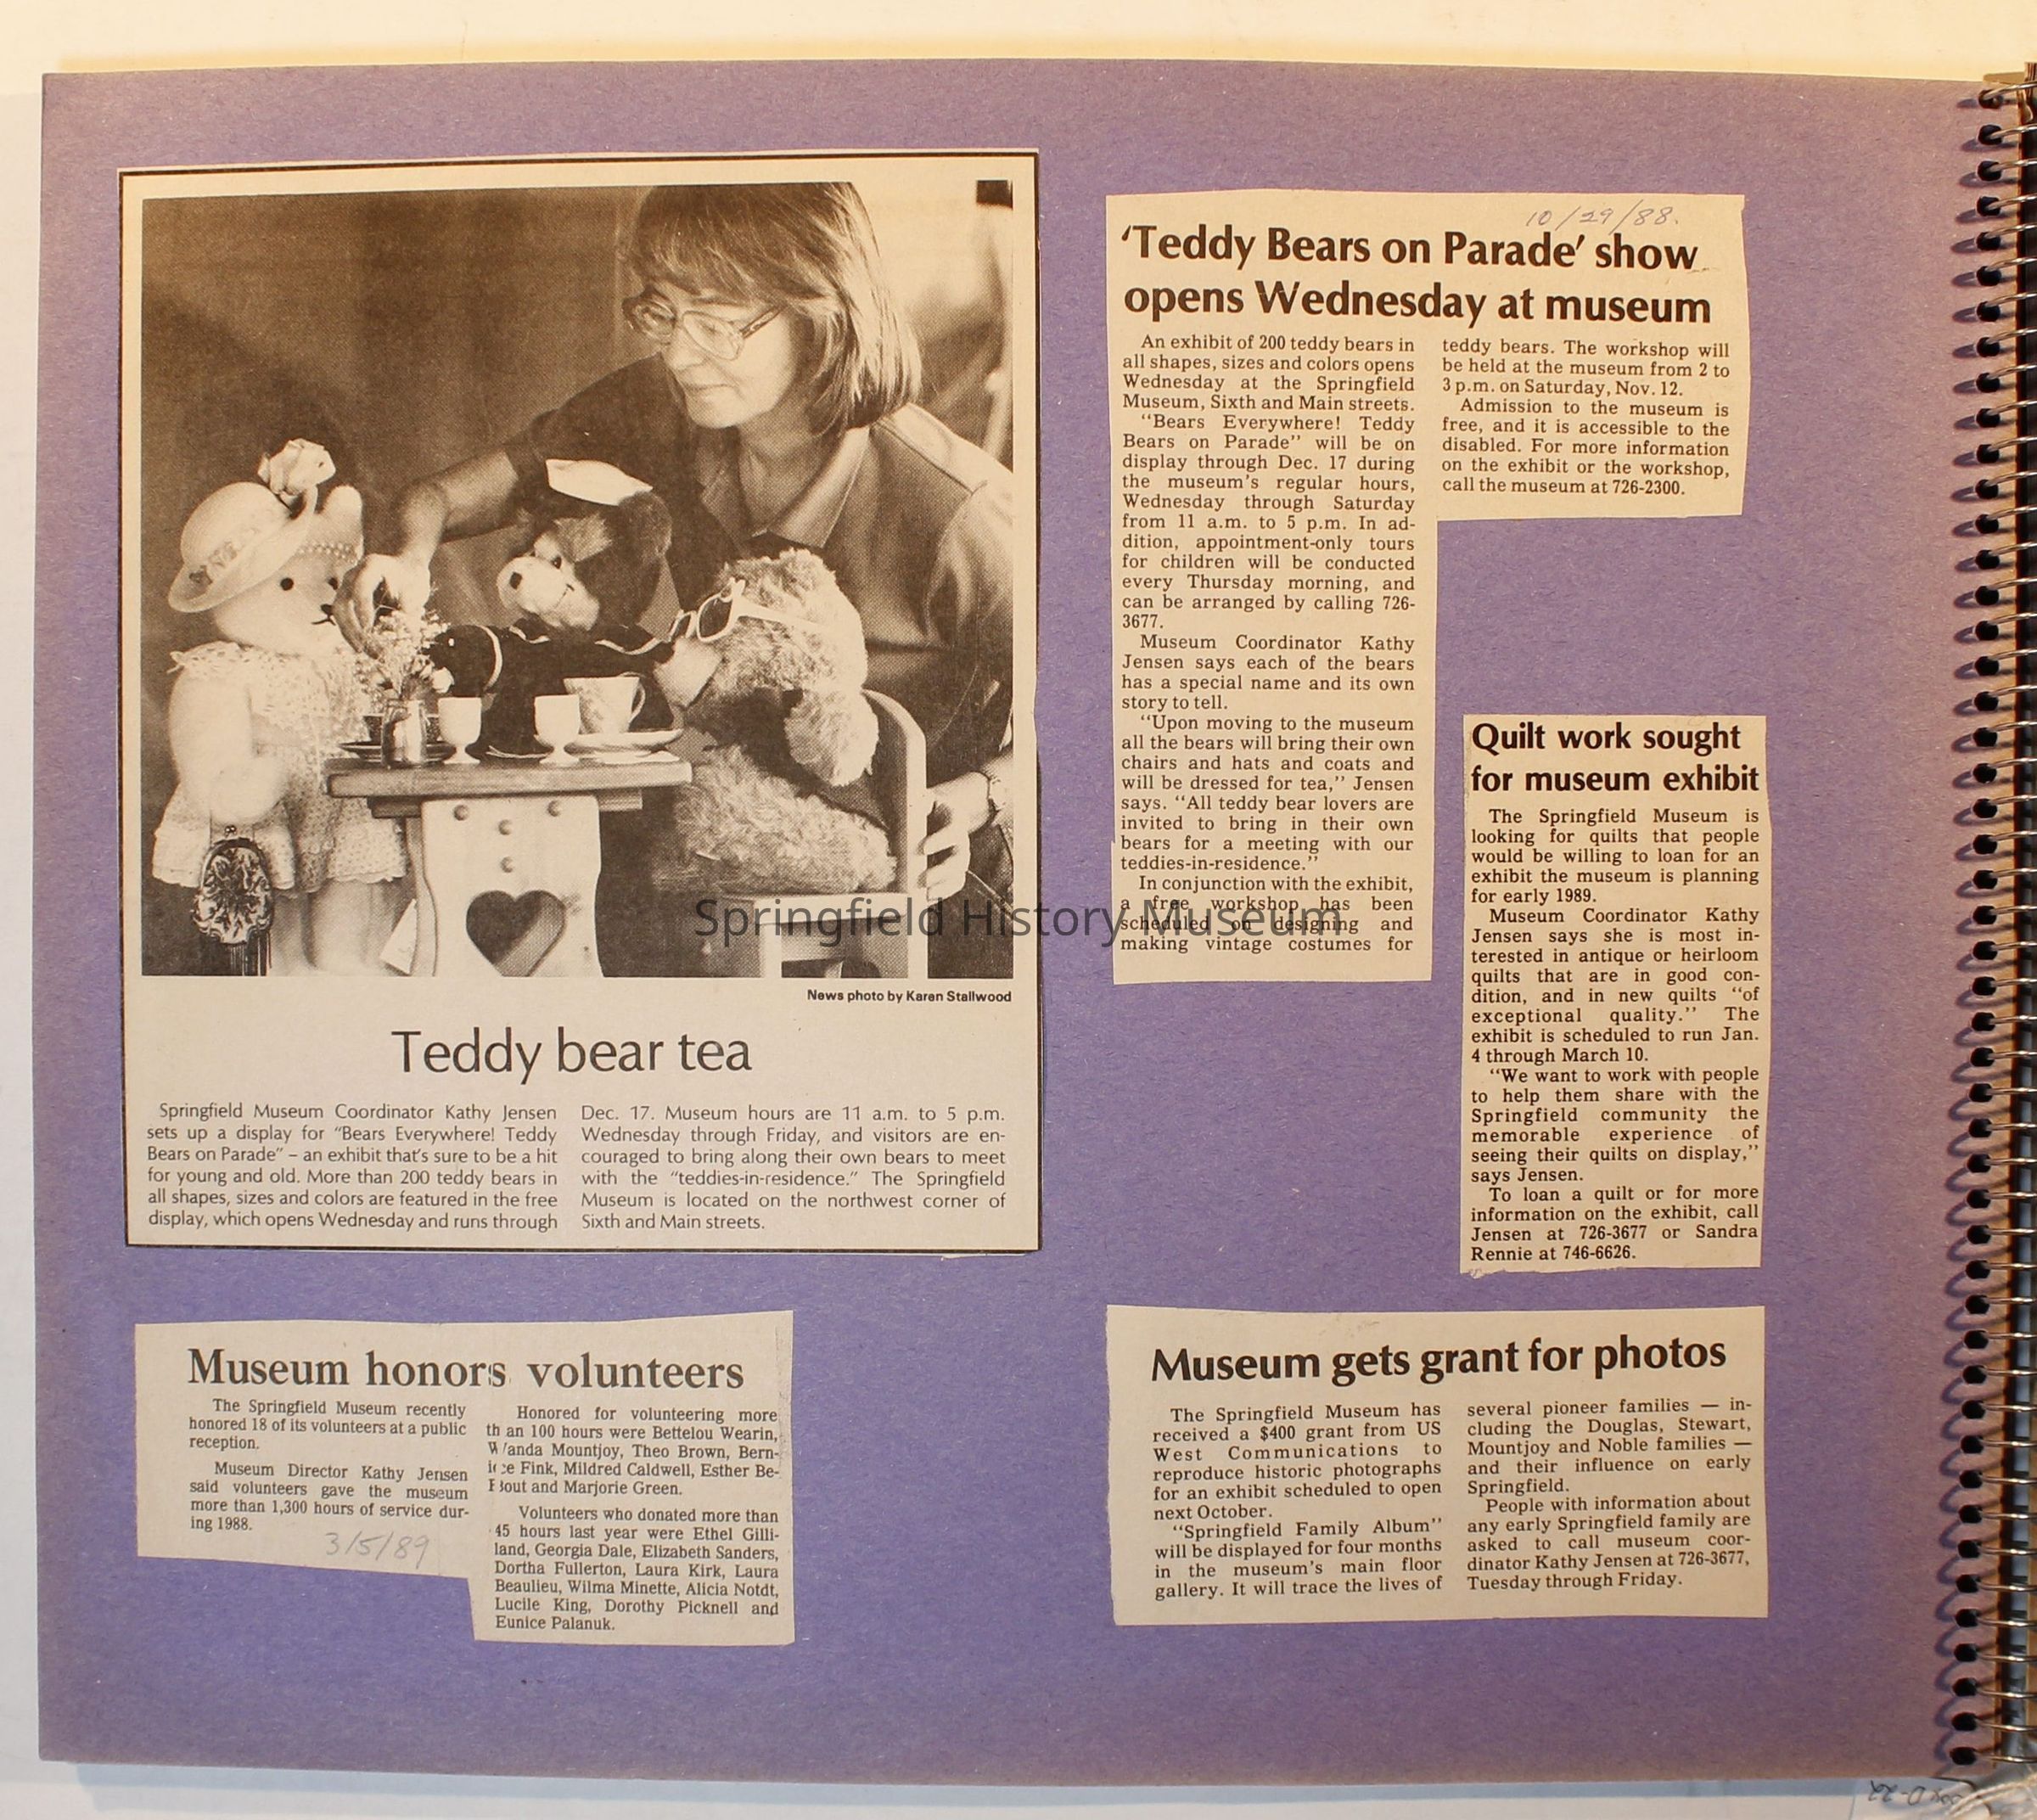 News photo by Karen Stallwood
Teddy bear tea
Springfield Museum Coordinator Kathy Jensen
sets up a display for "Bears Everywhere! Teddy
Bears on Parade" – an exhibit that's sure to be a hit
for young and old. More than 200 teddy bears in
all shapes, sizes and colors are featured in the free
display, which opens Wednesday and runs through
Dec. 17. Museum hours are 11 a.m. to 5 p.m.
Wednesday through Friday, and visitors are en-
couraged to bring along their own bears to meet
with the "teddies-in-residence." The Springfield
Museum is located on the northwest corner of
Sixth and Main streets.
10/29/88.
'Teddy Bears on Parade' show
opens Wednesday at museum
An exhibit of 200 teddy bears in
all shapes, sizes and colors opens
Wednesday at the Springfield
Museum, Sixth and Main streets.
"Bears Everywhere! Teddy
Bears on Parade" will be on
display through Dec. 17 during
the museum's regular hours,
Wednesday through Saturday
from 11 a.m. to 5 p.m. In ad-
dition, appointment-only tours
for children will be conducted
every Thursday morning, and
can be arranged by calling 726-
3677.
Museum Coordinator Kathy
Jensen says each of the bears
has a special name and its own
story to tell.
"Upon moving to the museum
all the bears will bring their own
chairs and hats and coats and
will be dressed for tea," Jensen
says. "All teddy bear lovers are
invited to bring in their own
bears for a meeting with our
teddies-in-residence."
In conjunction with the exhibit,
a free workshop has been
scheduled on designing and
making vintage costumes for
teddy bears. The workshop will
be held at the museum from 2 to
3 p.m. on Saturday, Nov. 12.
Admission to the museum is
free, and it is accessible to the
disabled. For more information
on the exhibit or the workshop,
call the museum at 726-2300.
Springfield History Museum
Quilt work sought
for museum exhibit
The Springfield Museum is
looking for quilts that people
would be willing to loan for an
exhibit the museum is planning
for early 1989.
Museum Coordinator Kathy
Jensen says she is most in-
terested in antique or heirloom
quilts that are in good con-
dition, and in new quilts "of
exceptional quality." The
exhibit is scheduled to run Jan.
4 through March 10.
"We want to work with people
to help them share with the
Springfield community the
memorable experience of
seeing their quilts on display,"
says Jensen.
To loan a quilt or for more
information on the exhibit, call
Jensen at 726-3677 or Sandra
Rennie at 746-6626.
Museum honors volunteers
The Springfield Museum recently
honored 18 of its volunteers at a public
reception.
Museum Director Kathy Jensen
said volunteers gave the museum
more than 1,300 hours of service dur-
ing 1988.
3/5/89
Honored for volunteering more
than 100 hours were Bettelou Wearin,
Wanda Mountjoy, Theo Brown, Bern-
ice Fink, Mildred Caldwell, Esther Be-
Bout and Marjorie Green.
Volunteers who donated more than
45 hours last year were Ethel Gilli-
land, Georgia Dale, Elizabeth Sanders,
Dortha Fullerton, Laura Kirk, Laura
Beaulieu, Wilma Minette, Alicia Notdt,
Lucile King, Dorothy Picknell and
Eunice Palanuk.
Museum gets grant for photos
The Springfield Museum has
received a $400 grant from US
West Communications to
reproduce historic photographs
for an exhibit scheduled to open
next October.
"Springfield Family Album"
will be displayed for four months
in the museum's main floor
gallery. It will trace the lives of
several pioneer families — in-
cluding the Douglas, Stewart,
Mountjoy and Noble families —
and their influence on early
Springfield.
People with information about
any early Springfield family are
asked to call museum coor-
dinator Kathy Jensen at 726-3677,
Tuesday through Friday.